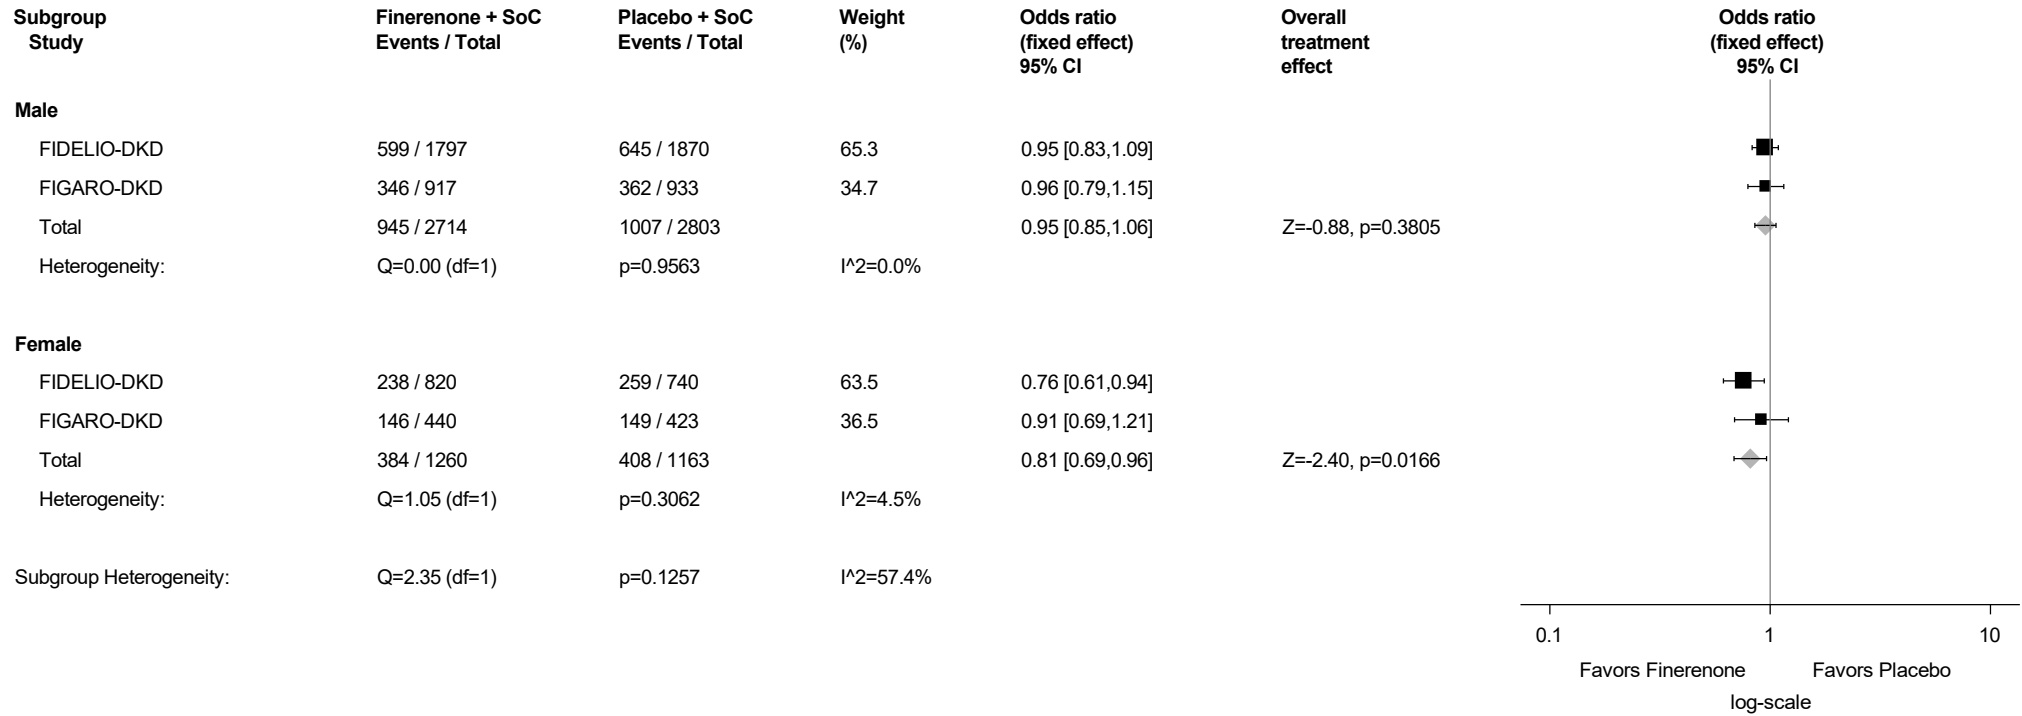 Subgroup Finerenone + SoC Placebo + SoC Weight Odds ratio Overall Odds ratio
Study Events / Total Events / Total (%) (fixed effect) treatment (fixed effect)
95% CI effect 95% CI
Male
FIDELIO-DKD 599 / 1797 645 / 1870 65.3 0.95 [0.83,1.09]
FIGARO-DKD 346 / 917 362 / 933 34.7 0.96 [0.79,1.15]
Total 945 / 2714 1007 / 2803 0.95 [0.85,1.06] Z=-0.88, p=0.3805
Heterogeneity: Q=0.00 (df=1) p=0.9563 I^2=0.0%
Female
FIDELIO-DKD 238 / 820 259 / 740 63.5 0.76 [0.61,0.94]
FIGARO-DKD 146 / 440 149 / 423 36.5 0.91 [0.69,1.21]
Total 384 / 1260 408 / 1163 0.81 [0.69,0.96] Z=-2.40, p=0.0166
Heterogeneity: Q=1.05 (df=1) p=0.3062 I^2=4.5%
Subgroup Heterogeneity: Q=2.35 (df=1) p=0.1257 I^2=57.4%
0.1 1 10
Favors Finerenone Favors Placebo
log-scale